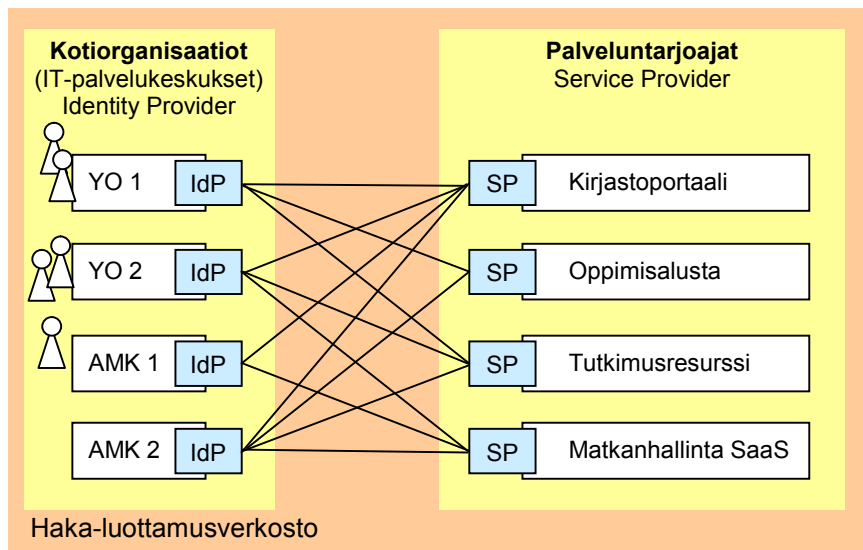 Kotiorganisaatiot
(IT-palvelukeskukset)
Identity Provider
YO 1
IdP
YO 2
IdP
AMK 1
IdP
AMK 2
IdP
Palveluntarjoajat
Service Provider
SP
Kirjastoportaali
SP
Oppimisalusta
SP
Tutkimusresurssi
SP
Matkanhallinta SaaS
Haka-luottamusverkosto